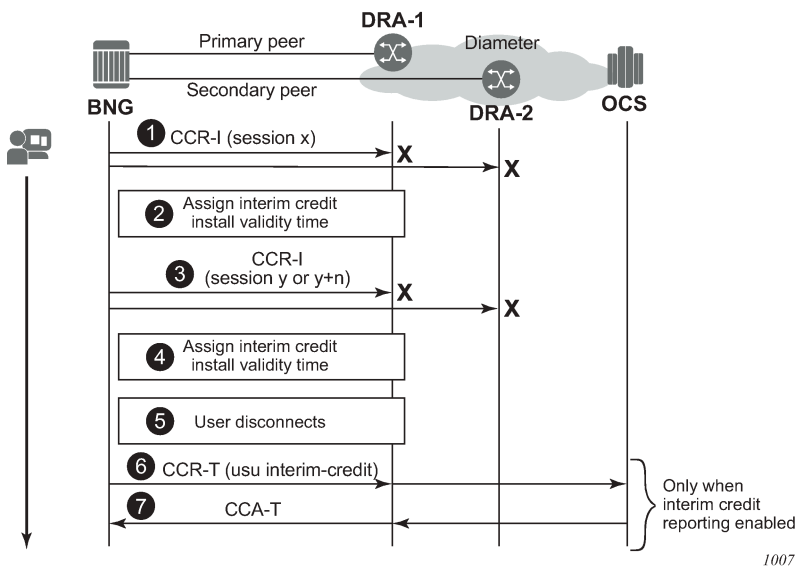 DRA-1
Primary peer
Diameter
Secondary peer
BNG
DRA-2
OCS
1 CCR-I (session x)
X
X
2 Assign interim credit
install validity time
3 CCR-I
(session y or y+n)
X
X
4 Assign interim credit
install validity time
5 User disconnects
6 CCR-T (usu interim-credit)
7 CCA-T
Only when
interim credit
reporting enabled
1007